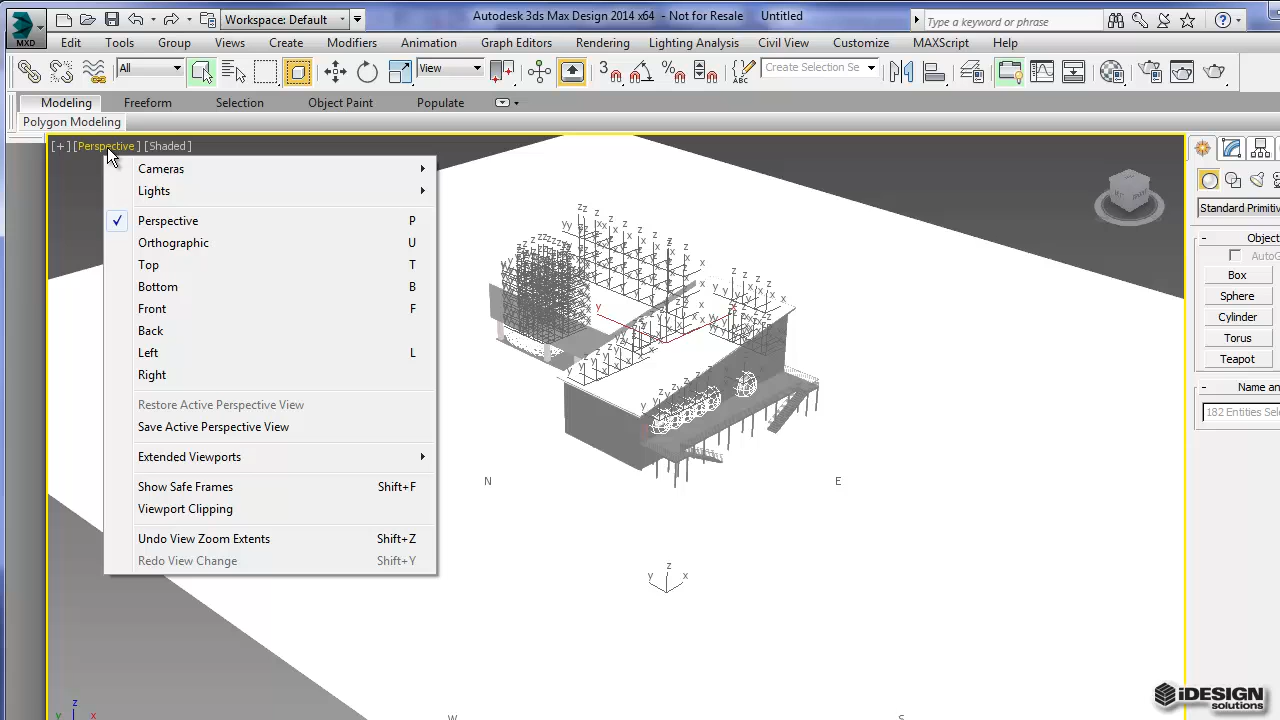 MXD
Workspace: Default
Autodesk 3ds Max Design 2014 x64 - Not for Resale Untitled
Type a keyword or phrase
Edit Tools Group Views Create Modifiers Animation Graph Editors Rendering Lighting Analysis Civil View Customize MAXScript Help
All
View
3
Create Selection Se
Modeling Freeform Selection Object Paint Populate
Polygon Modeling
[+] [Perspective ] [Shaded ]
Cameras
Lights
Perspective P
Orthographic U
Top T
Bottom B
Front F
Back
Left L
Right
Restore Active Perspective View
Save Active Perspective View
Extended Viewports
Show Safe Frames Shift+F
Viewport Clipping
Undo View Zoom Extents Shift+Z
Redo View Change Shift+Y
N
E
W
S
z
y x
z
y x
Standard Primitiv
- Object
AutoG
Box
Sphere
Cylinder
Torus
Teapot
- Name an
182 Entities Sel
iDESIGN
solutions